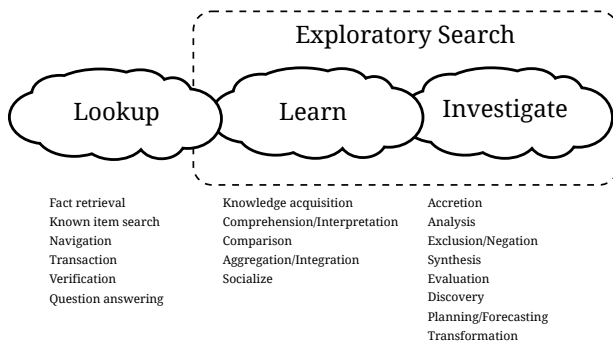 Exploratory Search
Lookup
Learn
Investigate
Fact retrieval
Known item search
Navigation
Transaction
Verification
Question answering
Knowledge acquisition
Comprehension/Interpretation
Comparison
Aggregation/Integration
Socialize
Accretion
Analysis
Exclusion/Negation
Synthesis
Evaluation
Discovery
Planning/Forecasting
Transformation